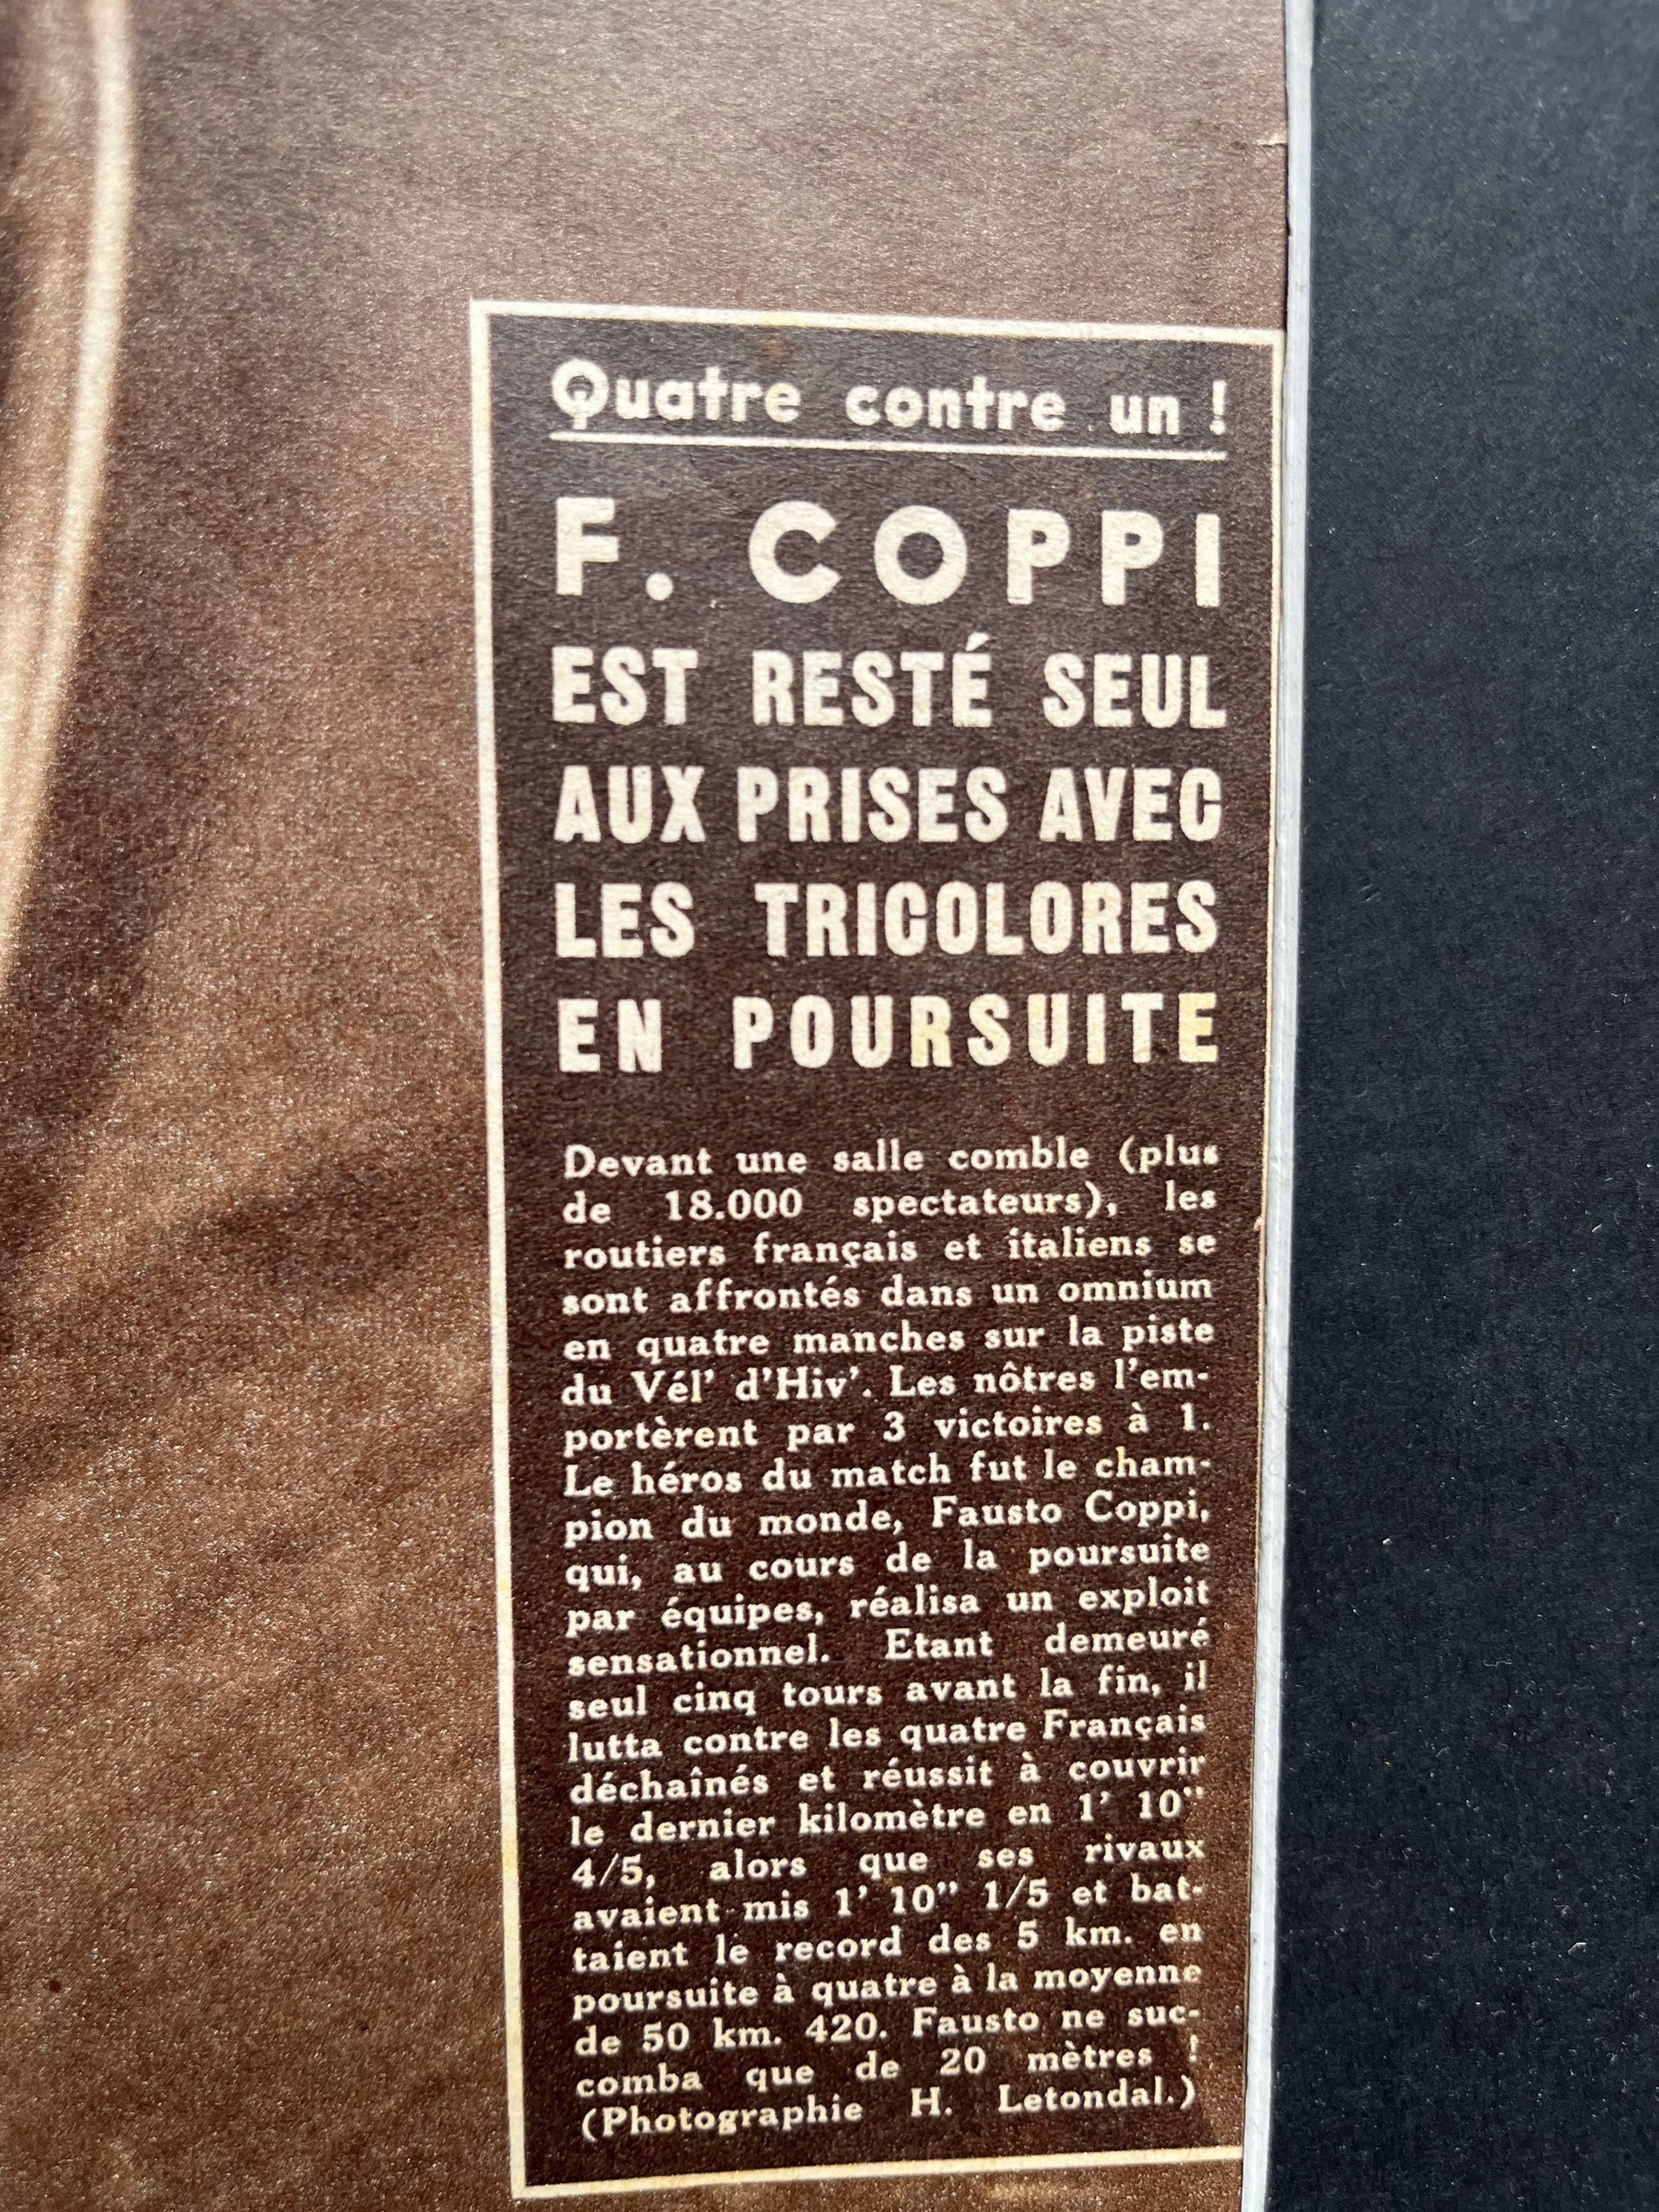 Quatre contre un !
F. COPPI
EST RESTÉ SEUL
AUX PRISES AVEC
LES TRICOLORES
EN POURSUITE
Devant une salle comble (plus
de 18.000 spectateurs), les
routiers français et italiens se
sont affrontés dans un omnium
en quatre manches sur la piste
du Vél' d'Hiv'. Les nôtres l'em-
portèrent par 3 victoires à 1.
Le héros du match fut le cham-
pion du monde, Fausto Coppi,
qui, au cours de la poursuite
par équipes, réalisa un exploit
sensationnel. Etant demeuré
seul cinq tours avant la fin, il
lutta contre les quatre Français
déchaînés et réussit à couvrir
le dernier kilomètre en 1' 10"
4/5, alors que ses rivaux
avaient mis 1' 10" 1/5 et bat-
taient le record des 5 km. en
poursuite à quatre à la moyenne
de 50 km. 420. Fausto ne suc-
comba que de 20 mètres !
(Photographie H. Letondal.)